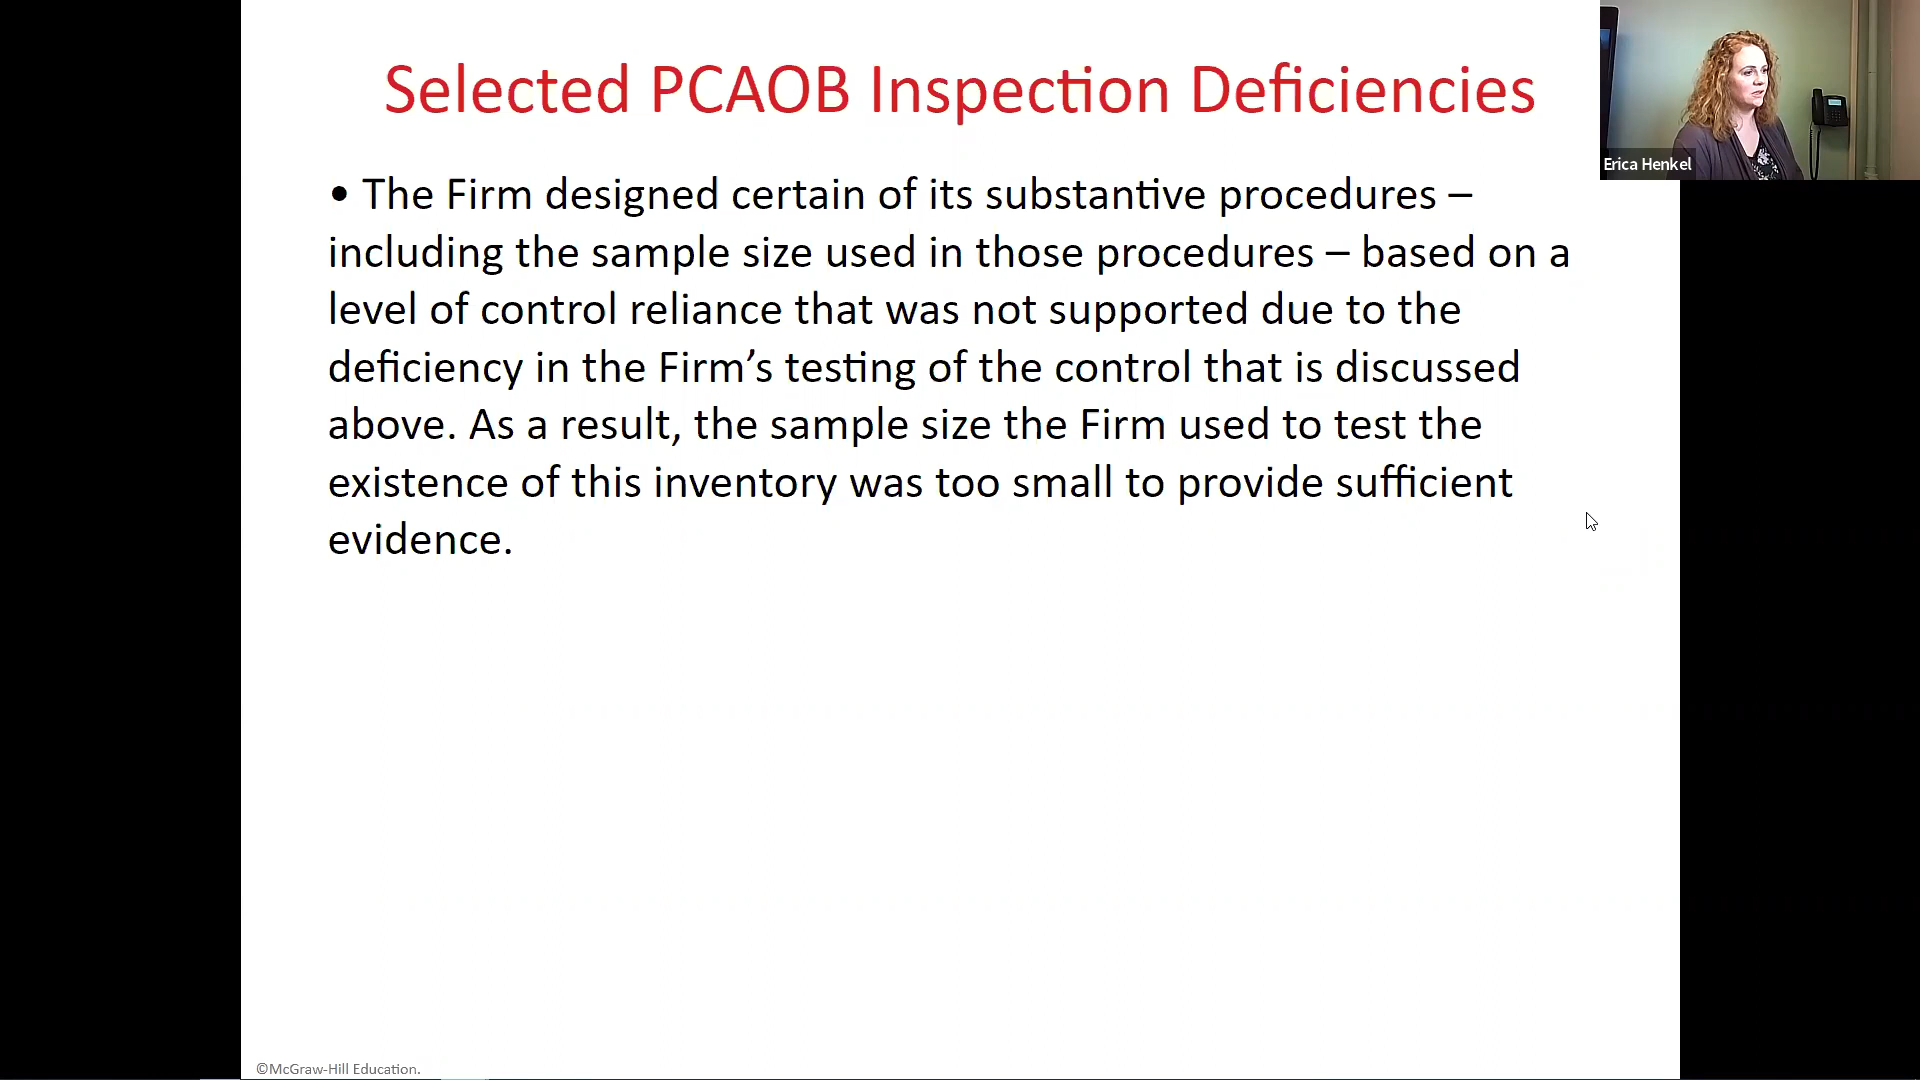 Selected PCAOB Inspection Deficiencies
Erica Henkel
• The Firm designed certain of its substantive procedures –
including the sample size used in those procedures – based on a
level of control reliance that was not supported due to the
deficiency in the Firm’s testing of the control that is discussed
above. As a result, the sample size the Firm used to test the
existence of this inventory was too small to provide sufficient
evidence.
©McGraw-Hill Education.